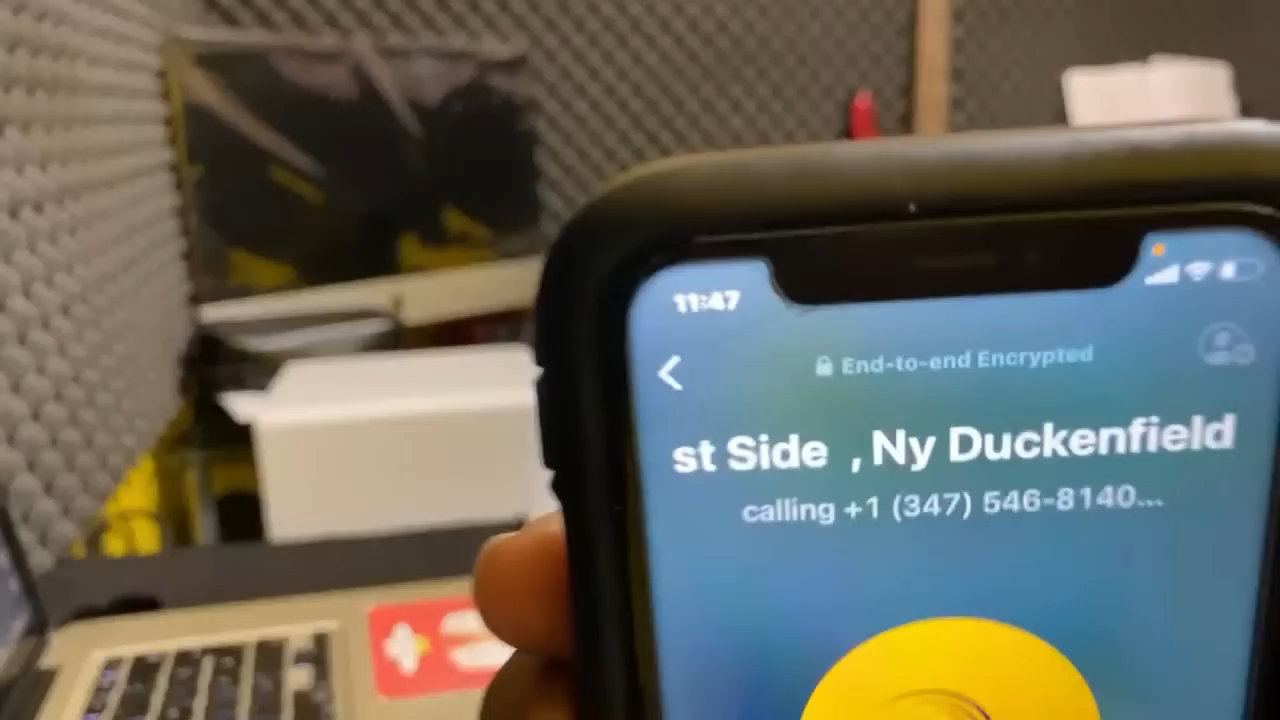 11:47
End-to-end Encrypted
st Side , Ny Duckenfield
calling +1 (347) 546-8140...